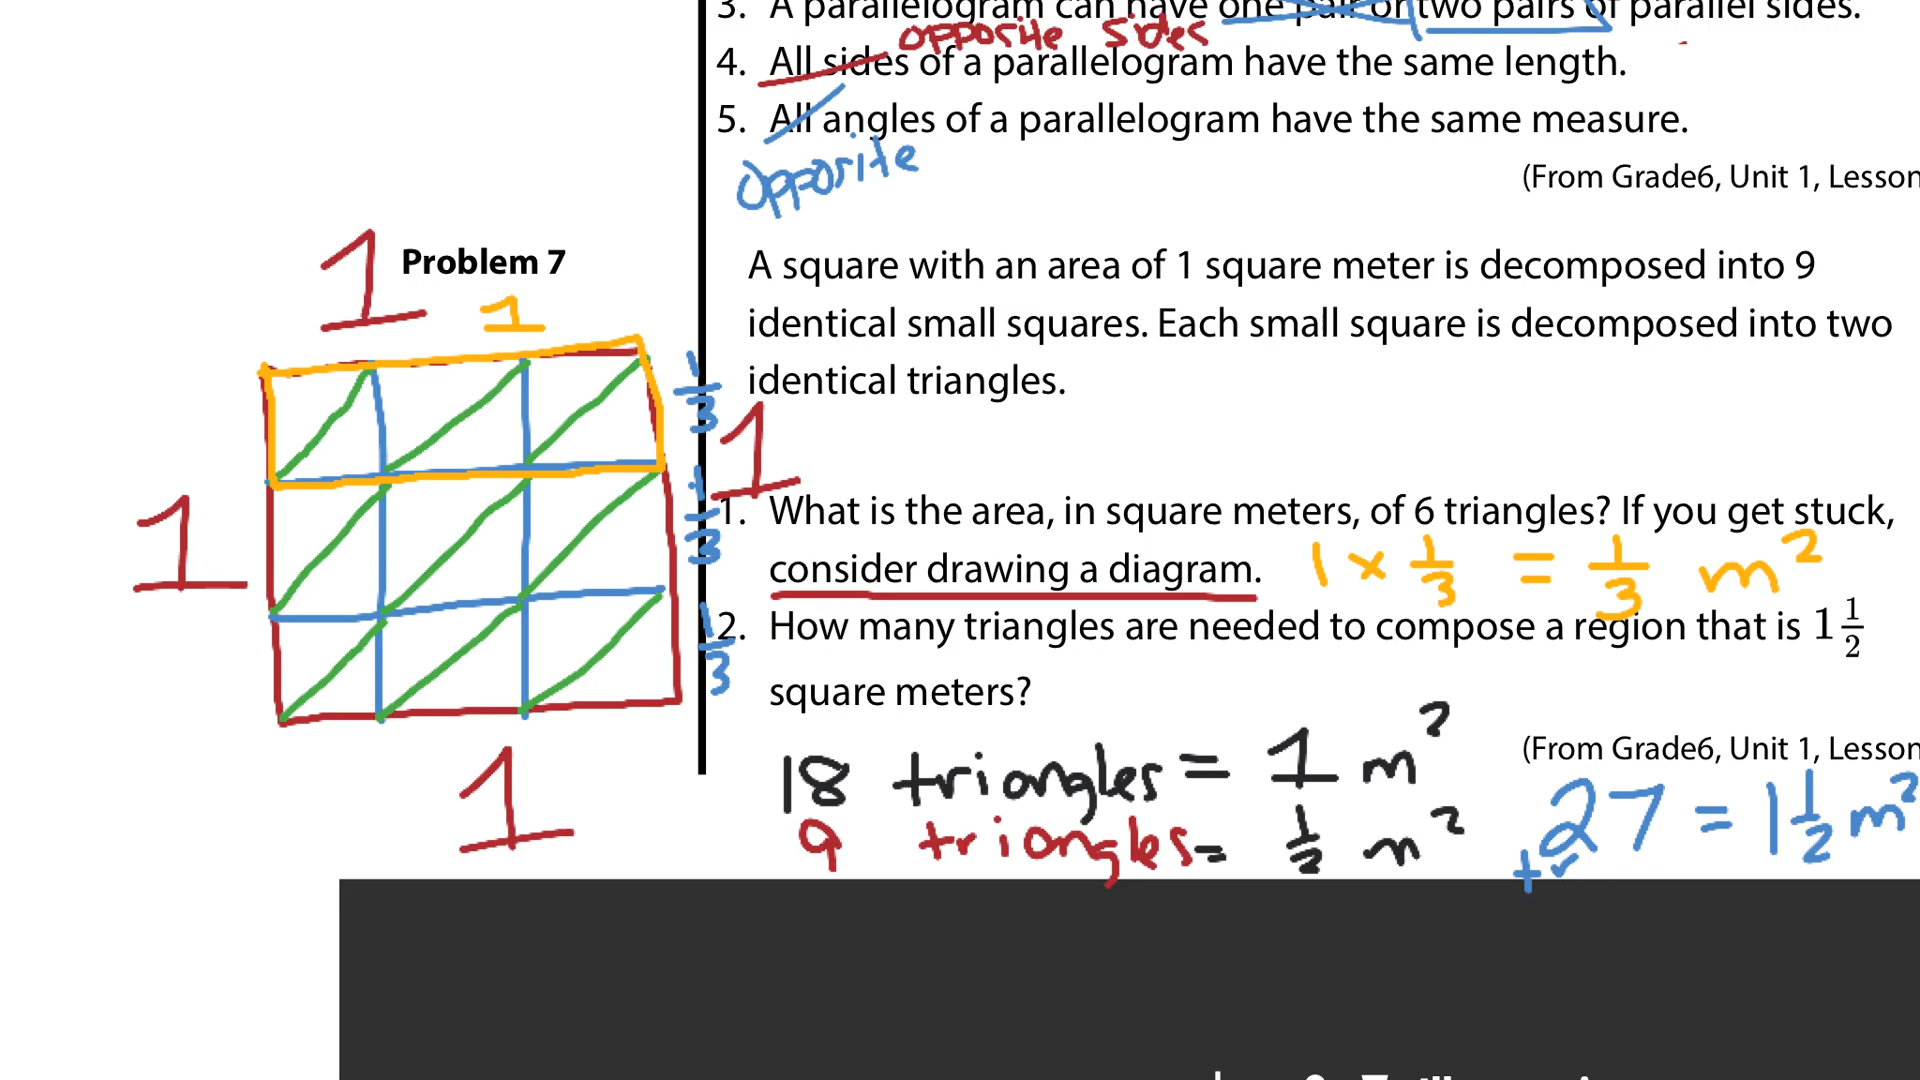 3. A parallelogram can have one pair or two pairs of parallel sides.
opposite sides
4. All sides of a parallelogram have the same length.
5. All angles of a parallelogram have the same measure.
opposite
(From Grade6, Unit 1, Lesson
1
Problem 7
1
A square with an area of 1 square meter is decomposed into 9
identical small squares. Each small square is decomposed into two
identical triangles.
1/3
1
1
1. What is the area, in square meters, of 6 triangles? If you get stuck,
consider drawing a diagram.
1 × 1/3 = 1/3 m²
1/3
2. How many triangles are needed to compose a region that is 1 1/2
square meters?
1/3
(From Grade6, Unit 1, Lesson
18 triangles = 1 m²
9 triangles = 1/2 m²
27 = 1 1/2 m²
1